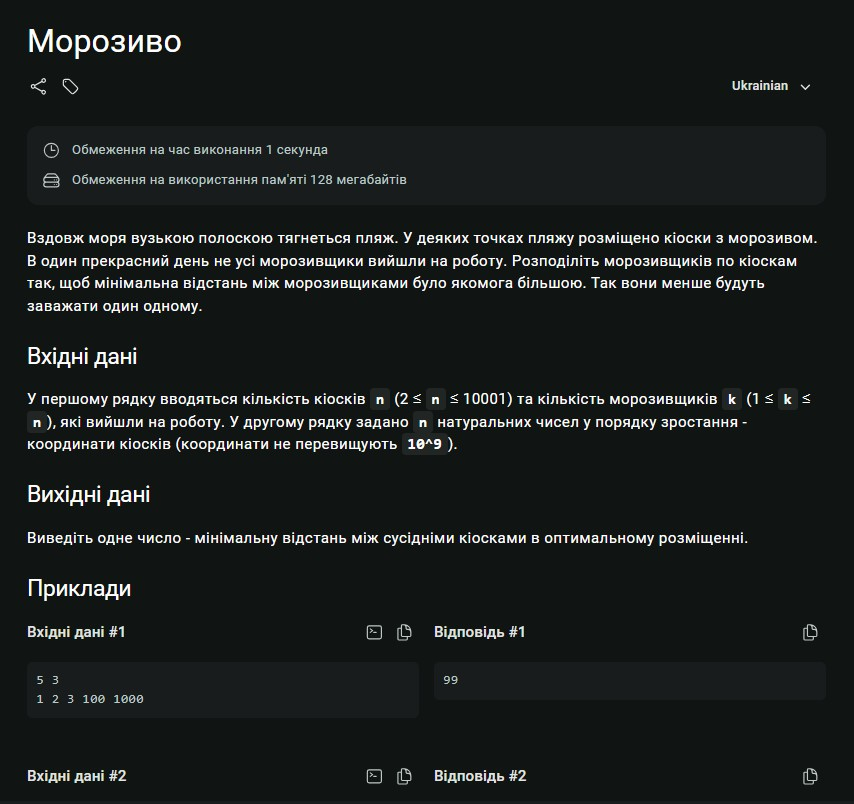 Морозиво
Ukrainian
Обмеження на час виконання 1 секунда
Обмеження на використання пам'яті 128 мегабайтів
Вздовж моря вузькою полоскою тягнеться пляж. У деяких точках пляжу розміщено кіоски з морозивом.
В один прекрасний день не усі морозивщики вийшли на роботу. Розподіліть морозивщиків по кіоскам
так, щоб мінімальна відстань між морозивщиками було якомога більшою. Так вони менше будуть
заважати один одному.
Вхідні дані
У першому рядку вводяться кількість кіосків n (2 ≤ n ≤ 10001) та кількість морозивщиків k (1 ≤ k ≤
n), які вийшли на роботу. У другому рядку задано n натуральних чисел у порядку зростання -
координати кіосків (координати не перевищують 10^9).
Вихідні дані
Виведіть одне число - мінімальну відстань між сусідніми кіосками в оптимальному розміщенні.
Приклади
Вхідні дані #1
Відповідь #1
5 3
1 2 3 100 1000
99
Вхідні дані #2
Відповідь #2